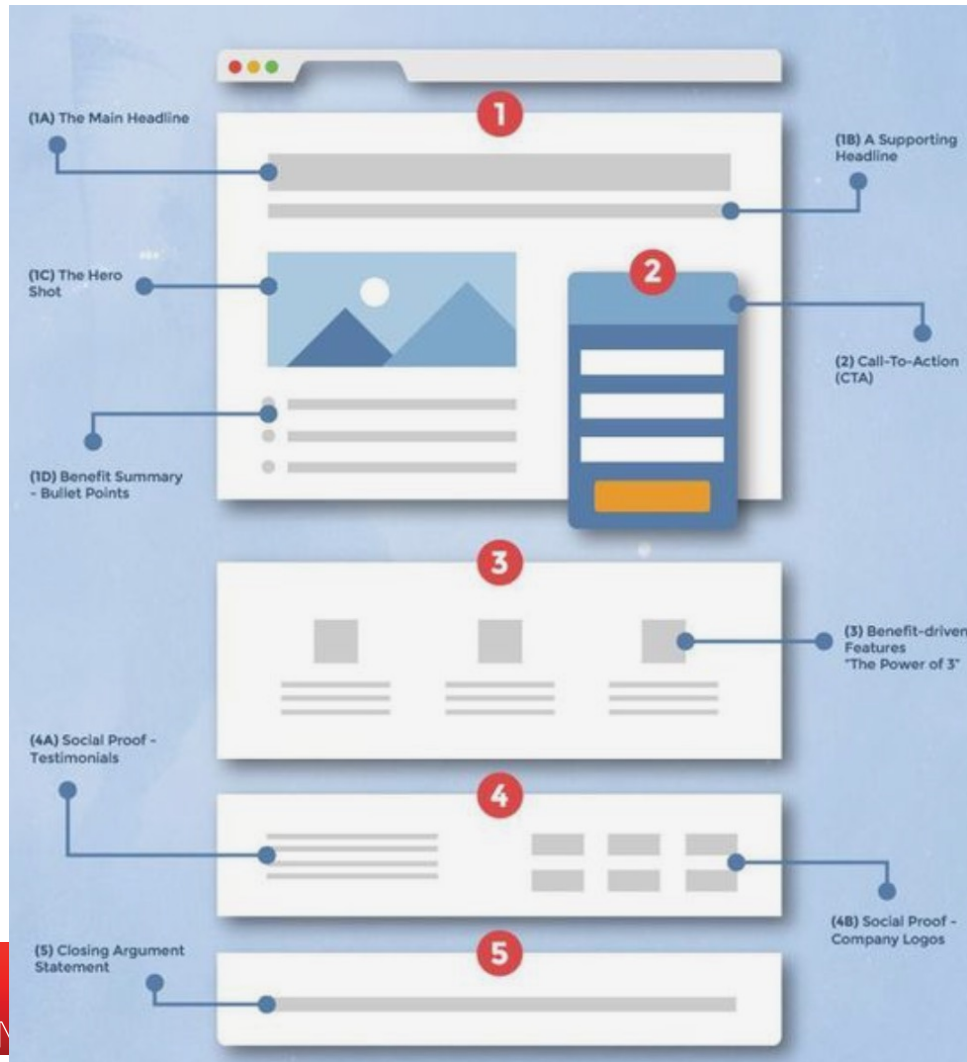 1
(1A) The Main Headline
(1B) A Supporting
Headline
(1C) The Hero
Shot
2
(2) Call-To-Action
(CTA)
(1D) Benefit Summary
- Bullet Points
3
(3) Benefit-driven
Features
"The Power of 3"
(4A) Social Proof -
Testimonials
4
(4B) Social Proof -
Company Logos
(5) Closing Argument
Statement
5